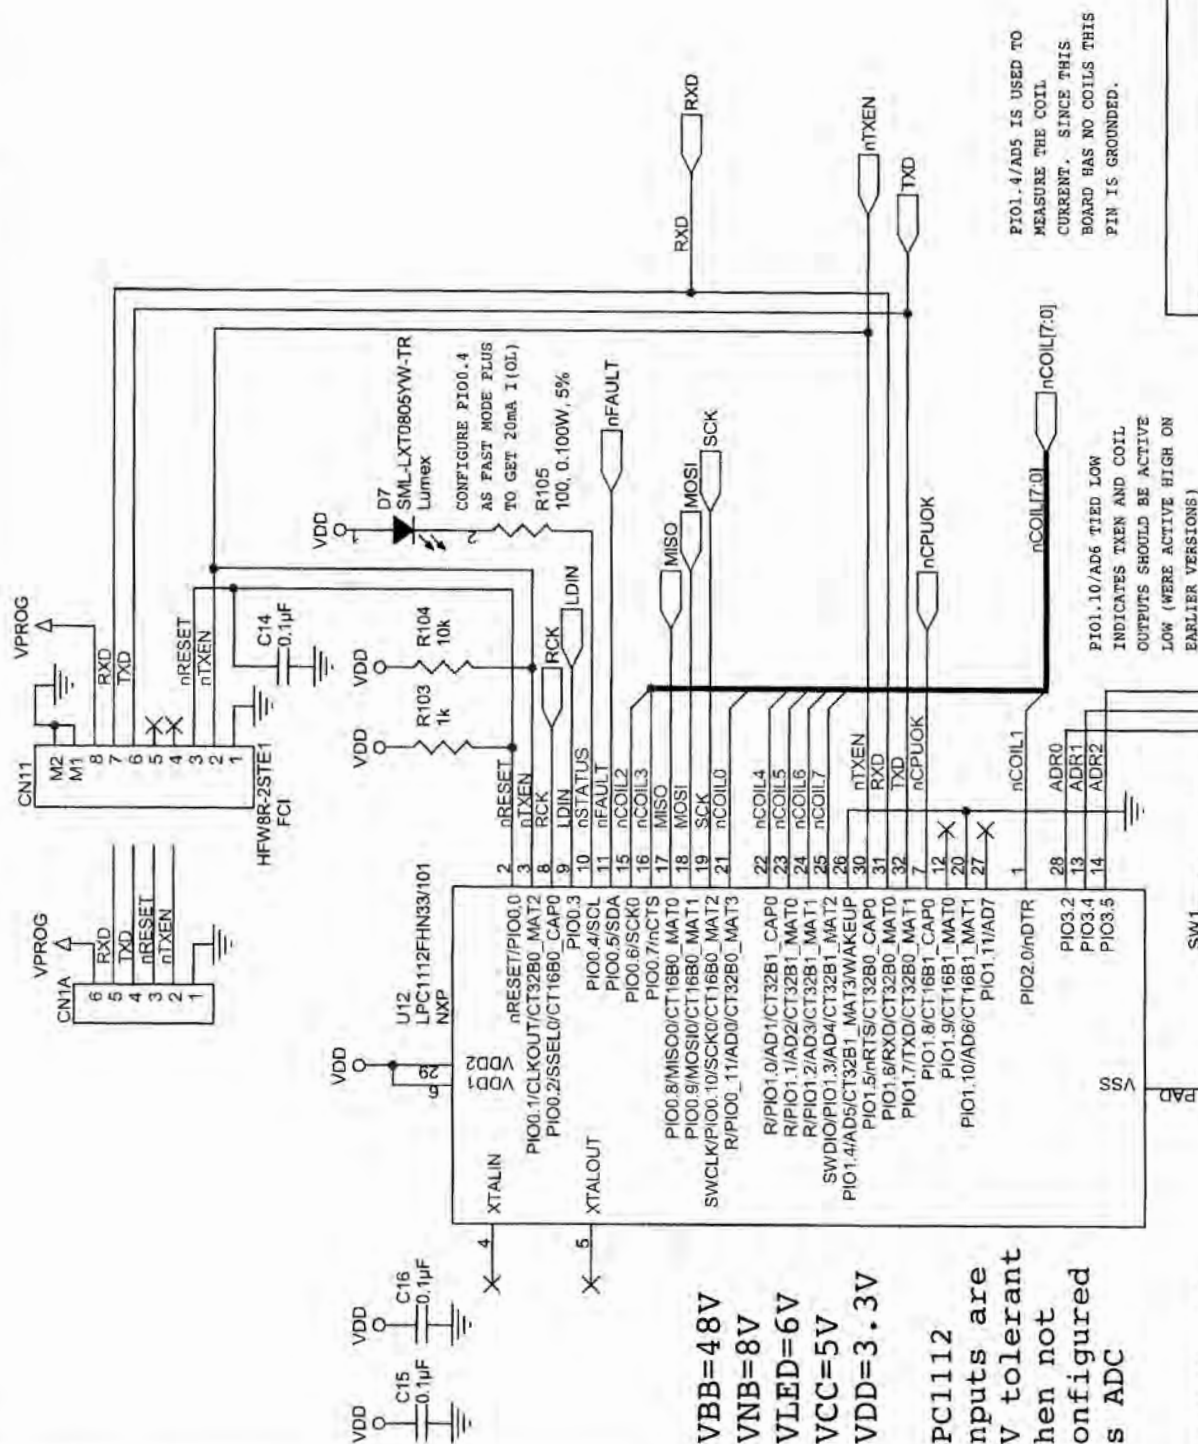 VPROG
CN11
M2
M1
8
7
6
5
4
3
2
1
RXD
TXD
nRESET
nTXEN
HFW8R-2STE1
FCI
C14
0.1µF
VPROG
CN1A
6
5
4
3
2
1
RXD
TXD
nRESET
nTXEN
RXD
RXD
nTXEN
TXD
PIO1.4/AD5 IS USED TO
MEASURE THE COIL
CURRENT. SINCE THIS
BOARD HAS NO COILS THIS
PIN IS GROUNDED.
VDD
D7
SML-LXT0805YW-TR
Lumex
1
2
CONFIGURE PIO0.4
AS FAST MODE PLUS
TO GET 20mA I(OL)
R105
100, 0.100W, 5%
VDD
R103
1k
VDD
R104
10k
RCK
LDIN
nFAULT
MISO
MOSI
SCK
nCPUOK
nCOIL[7:0]
nCOIL[7:0]
PIO1.10/AD6 TIED LOW
INDICATES TXEN AND COIL
OUTPUTS SHOULD BE ACTIVE
LOW (WERE ACTIVE HIGH ON
EARLIER VERSIONS)
VDD
U12
LPC1112FHN33/101
NXP
29
6
VDD2
VDD1
XTALIN
4
XTALOUT
5
nRESET/PIO0,0 2 nRESET
PIO0.1/CLKOUT/CT32B0_MAT2 3 nTXEN
PIO0.2/SSEL0/CT16B0_CAP0 8 RCK
PIO0.3 9 LDIN
PIO0.4/SCL 10 nSTATUS
PIO0.5/SDA 11 nFAULT
PIO0.6/SCK0 15 nCOIL2
PIO0.7/nCTS 16 nCOIL3
PIO0.8/MISO0/CT16B0_MAT0 17 MISO
PIO0.9/MOSI0/CT16B0_MAT1 18 MOSI
SWCLK/PIO0.10/SCK0/CT16B0_MAT2 19 SCK
R/PIO0_11/AD0/CT32B0_MAT3 21 nCOIL0
R/PIO1.0/AD1/CT32B1_CAP0 22 nCOIL4
R/PIO1.1/AD2/CT32B1_MAT0 23 nCOIL5
R/PIO1.2/AD3/CT32B1_MAT1 24 nCOIL6
SWDIO/PIO1.3/AD4/CT32B1_MAT2 25 nCOIL7
PIO1.4/AD5/CT32B1_MAT3/WAKEUP 26
PIO1.5/nRTS/CT32B0_CAP0 30 nTXEN
PIO1.6/RXD/CT32B0_MAT0 31 RXD
PIO1.7/TXD/CT32B0_MAT1 32 TXD
PIO1.8/CT16B1_CAP0 7 nCPUOK
PIO1.9/CT16B1_MAT0 12
PIO1.10/AD6/CT16B1_MAT1 20
PIO1.11/AD7 27
PIO2.0/nDTR 1 nCOIL1
PIO3.2 28 ADR0
PIO3.4 13 ADR1
PIO3.5 14 ADR2
VSS
PAD
SW1
VDD
C16
0.1µF
VDD
C15
0.1µF
VBB=48V
VNB=8V
VLED=6V
VCC=5V
VDD=3.3V
PC1112
nputs are
V tolerant
hen not
onfigured
s ADC